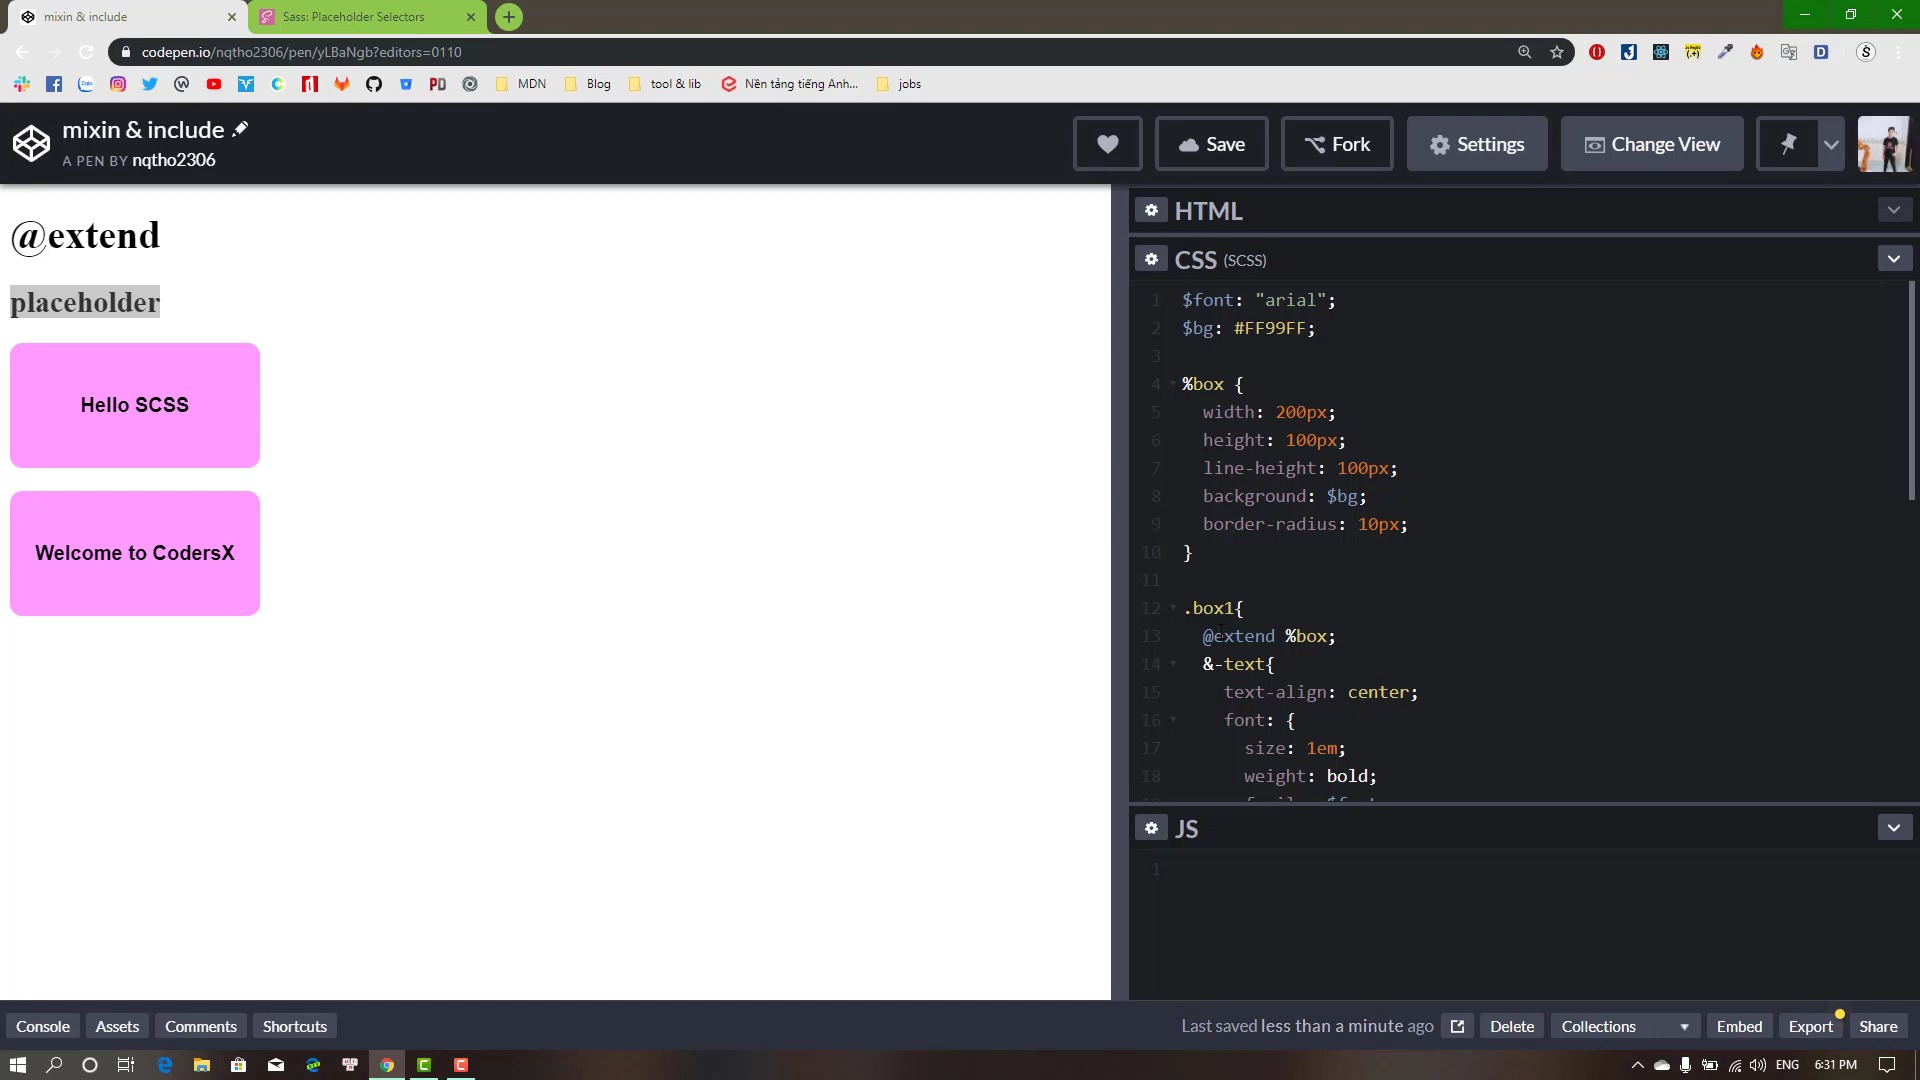 mixin & include
Sass: Placeholder Selectors
codepen.io/nqtho2306/pen/yLBaNgb?editors=0110
MDN
Blog
tool & lib
Nền tảng tiếng Anh...
jobs
mixin & include
A PEN BY nqtho2306
Save
Fork
Settings
Change View
@extend
placeholder
Hello SCSS
Welcome to CodersX
HTML
CSS (SCSS)
1 $font: "arial";
2 $bg: #FF99FF;
3
4 %box {
5 width: 200px;
6 height: 100px;
7 line-height: 100px;
8 background: $bg;
9 border-radius: 10px;
10 }
11
12 .box1{
13 @extend %box;
14 &-text{
15 text-align: center;
16 font: {
17 size: 1em;
18 weight: bold;
JS
1
Console
Assets
Comments
Shortcuts
Last saved less than a minute ago
Delete
Collections
Embed
Export
Share
ENG
6:31 PM